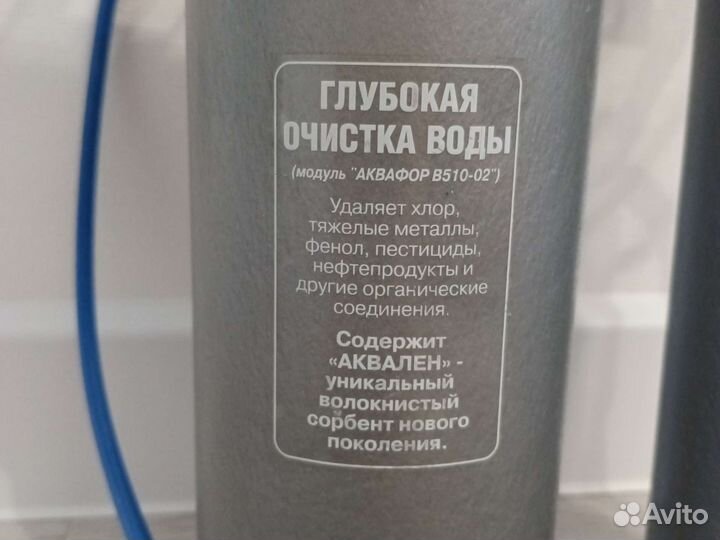 ГЛУБОКАЯ
ОЧИСТКА ВОДЫ
(модуль "АКВАФОР В510-02")
Удаляет хлор,
тяжелые металлы,
фенол, пестициды,
нефтепродукты и
другие органические
соединения.
Содержит
«АКВАЛЕН» -
уникальный
волокнистый
сорбент нового
поколения.
Avito